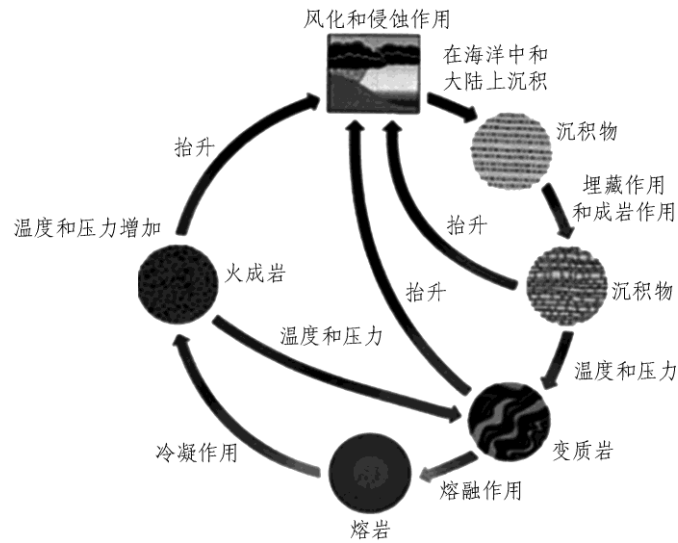 风化和侵蚀作用
在海洋中和
大陆上沉积
沉积物
埋藏作用
和成岩作用
抬升
温度和压力增加
火成岩
抬升
沉积物
抬升
温度和压力
温度和压力
变质岩
冷凝作用
熔融作用
熔岩